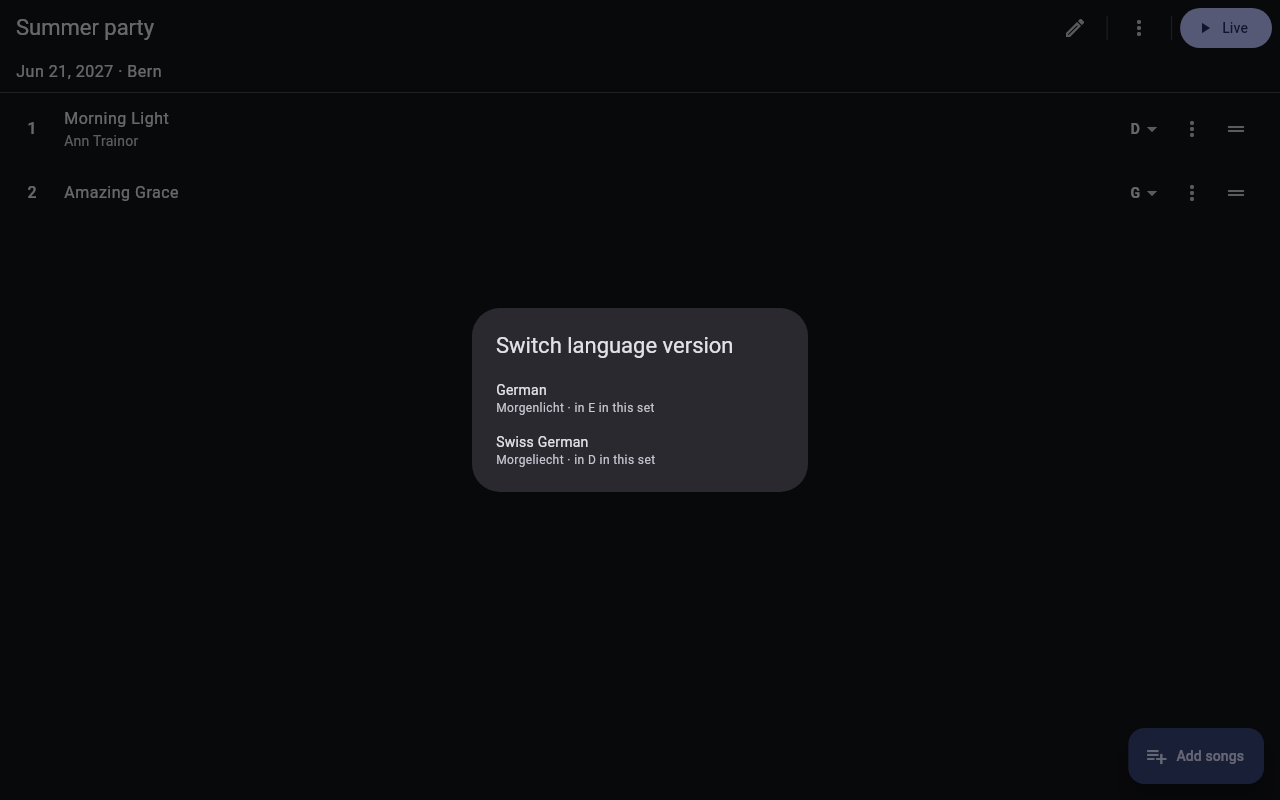 Summer party
Live
Jun 21, 2027 · Bern
1
Morning Light
Ann Trainor
D
2
Amazing Grace
G
Switch language version
German
Morgenlicht · in E in this set
Swiss German
Morgeliecht · in D in this set
Add songs